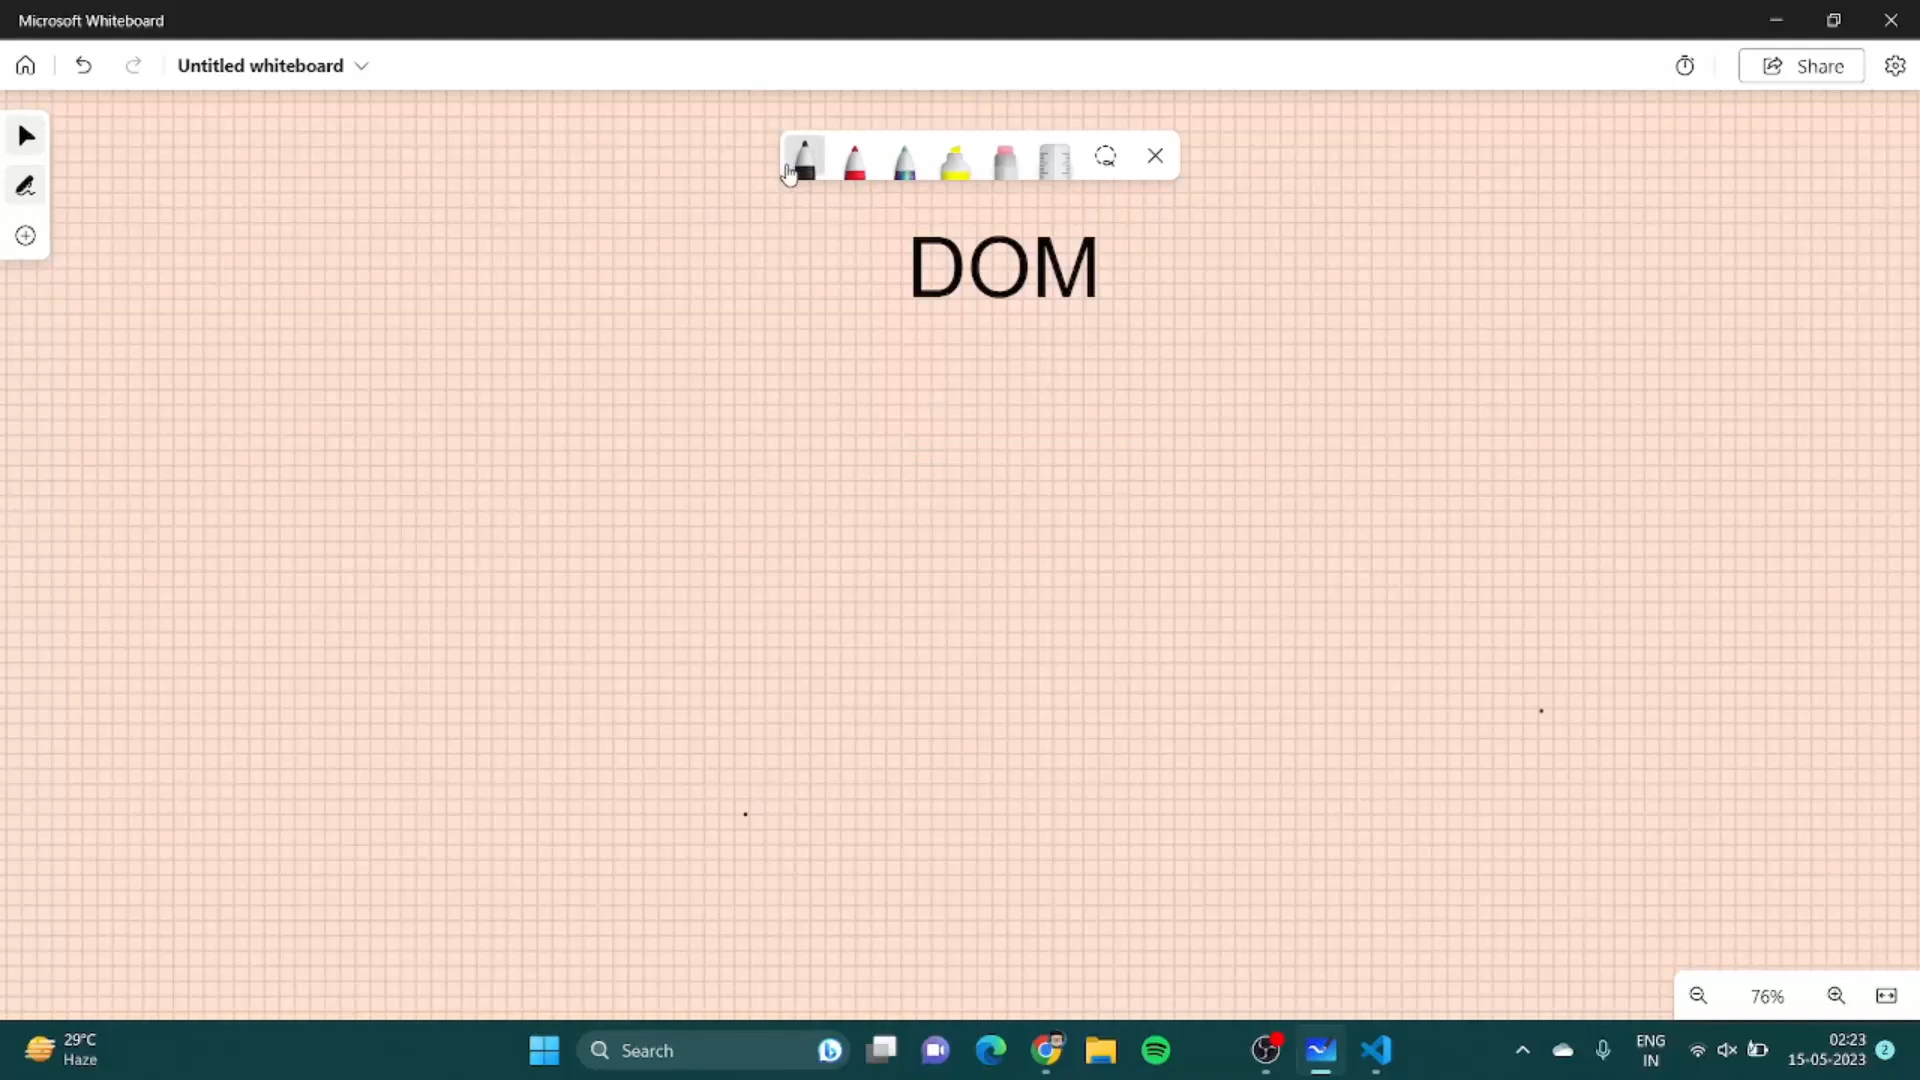 Microsoft Whiteboard
Untitled whiteboard
Share
DOM
76%
29°C
Haze
Search
ENG
IN
02:23
15-05-2023
2